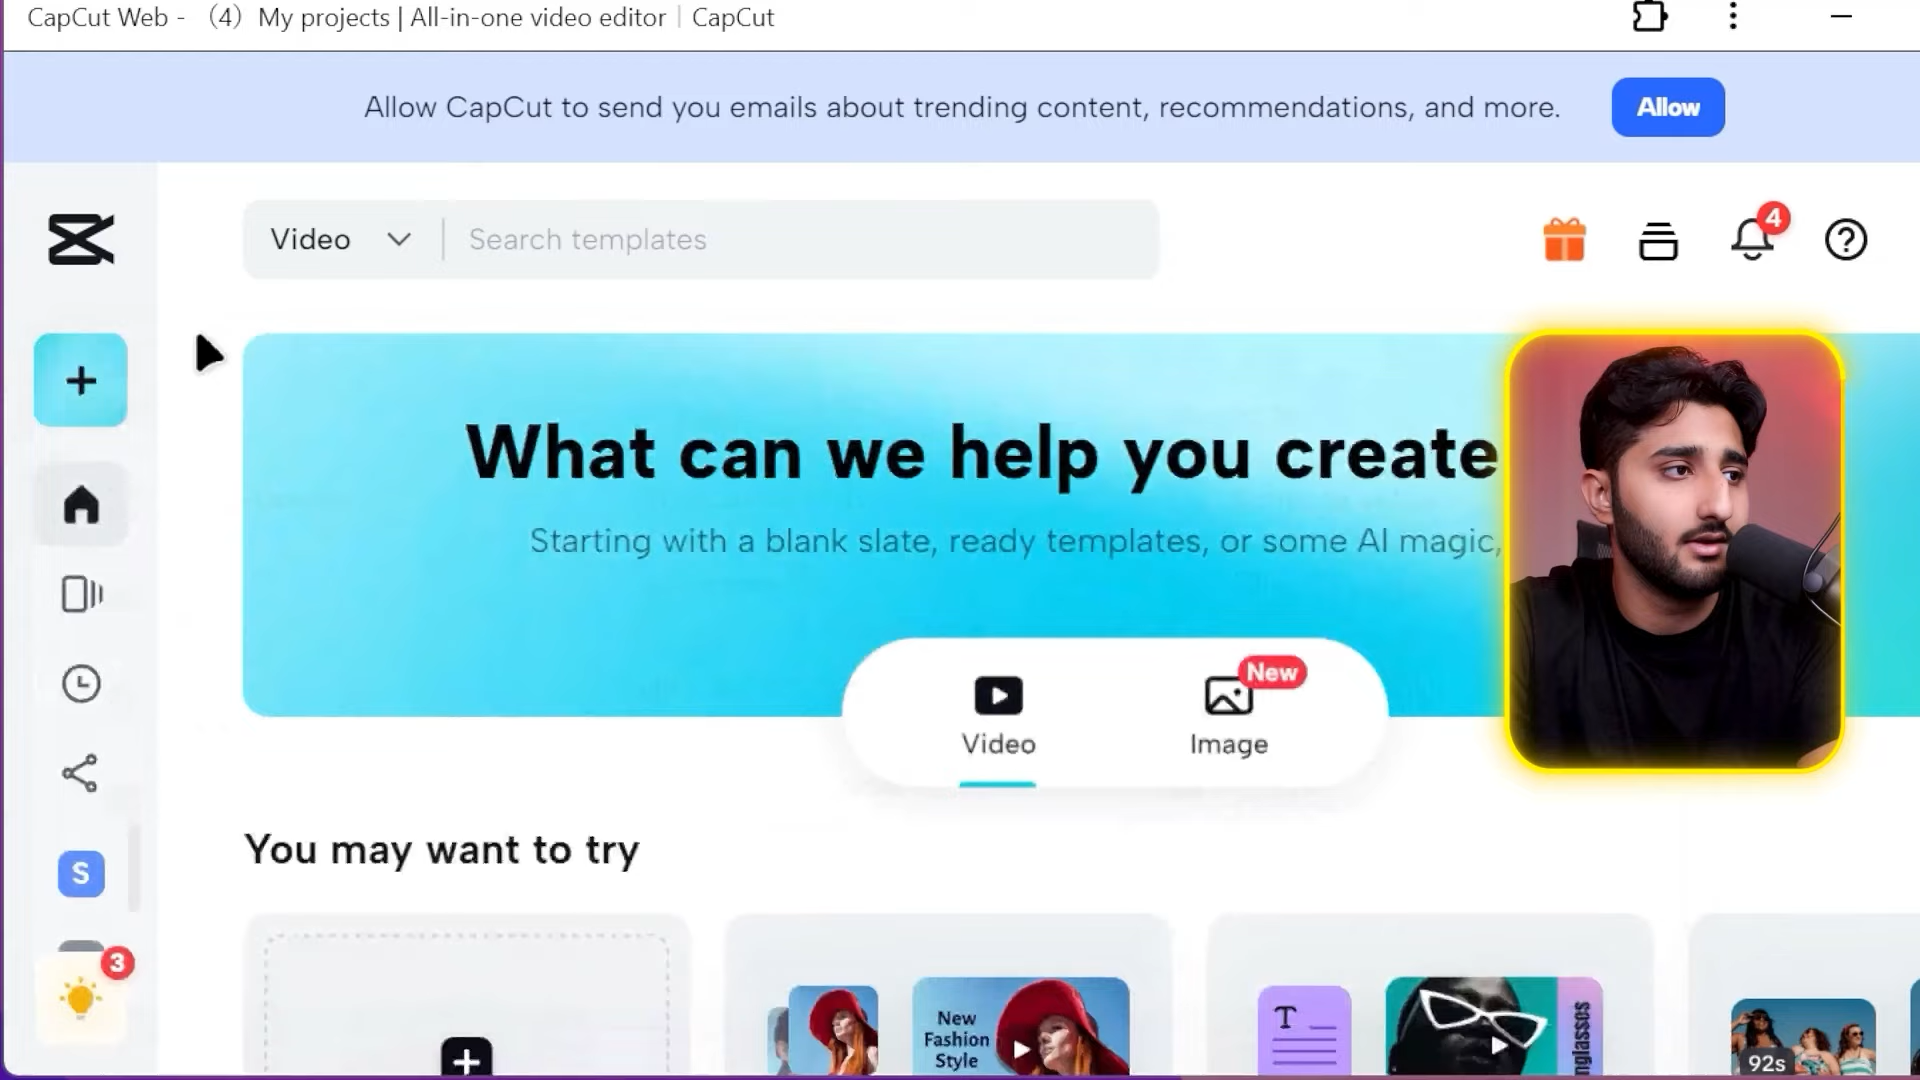 CapCut Web - （4）My projects | All-in-one video editor | CapCut
Allow CapCut to send you emails about trending content, recommendations, and more.
Allow
Video
Search templates
4
What can we help you create
Starting with a blank slate, ready templates, or some AI magic,
New
Video
Image
You may want to try
S
3
New
Fashion
Style
T
nglasses
92s